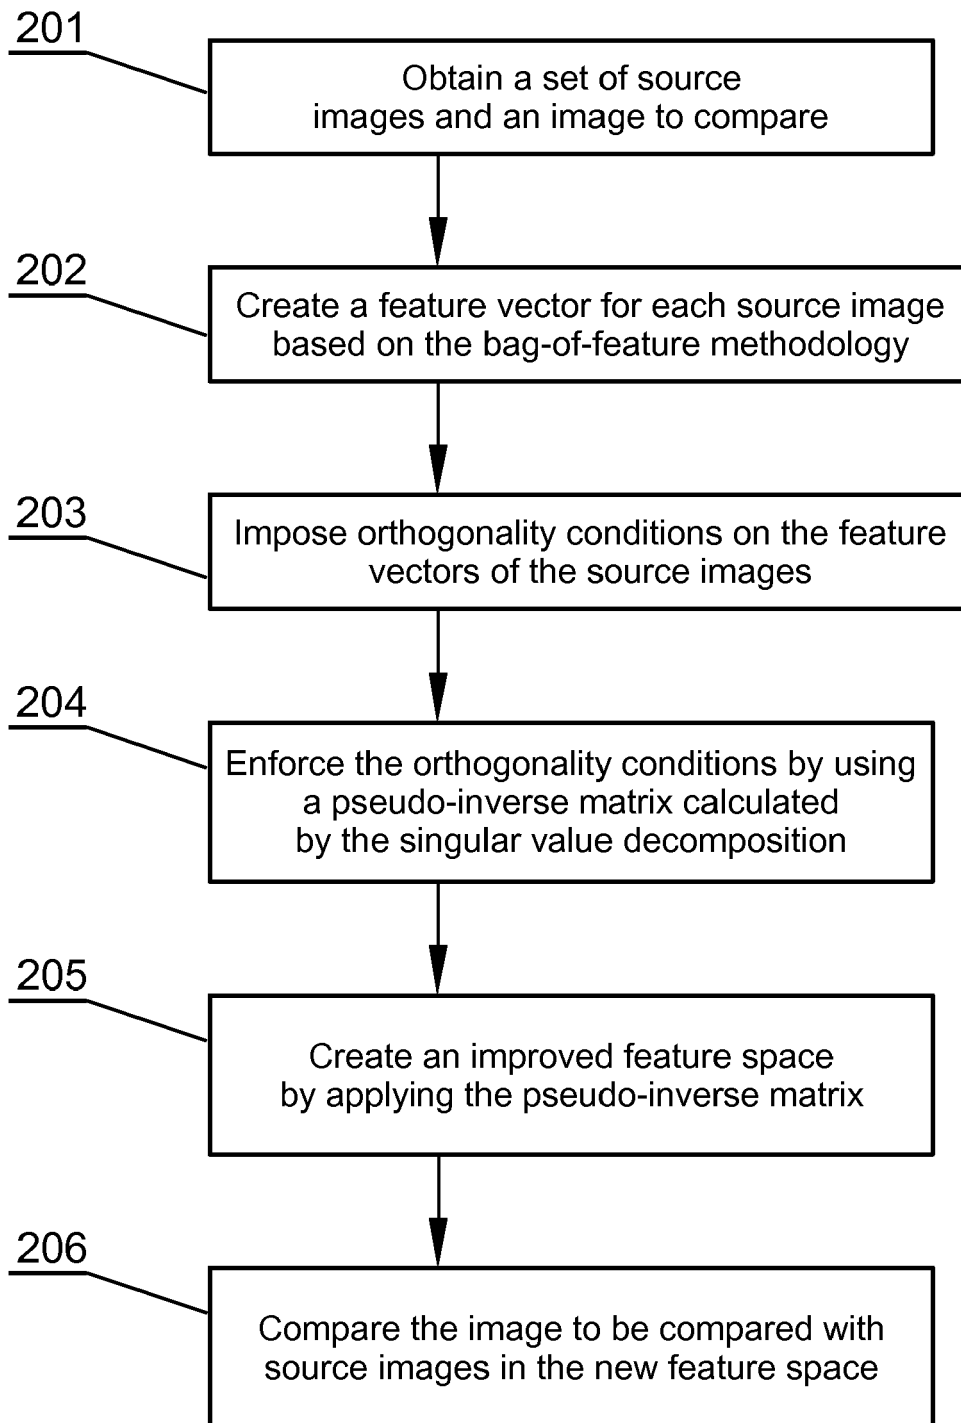 201
Obtain a set of source
images and an image to compare
202
Create a feature vector for each source image
based on the bag-of-feature methodology
203
Impose orthogonality conditions on the feature
vectors of the source images
204
Enforce the orthogonality conditions by using
a pseudo-inverse matrix calculated
by the singular value decomposition
205
Create an improved feature space
by applying the pseudo-inverse matrix
206
Compare the image to be compared with
source images in the new feature space